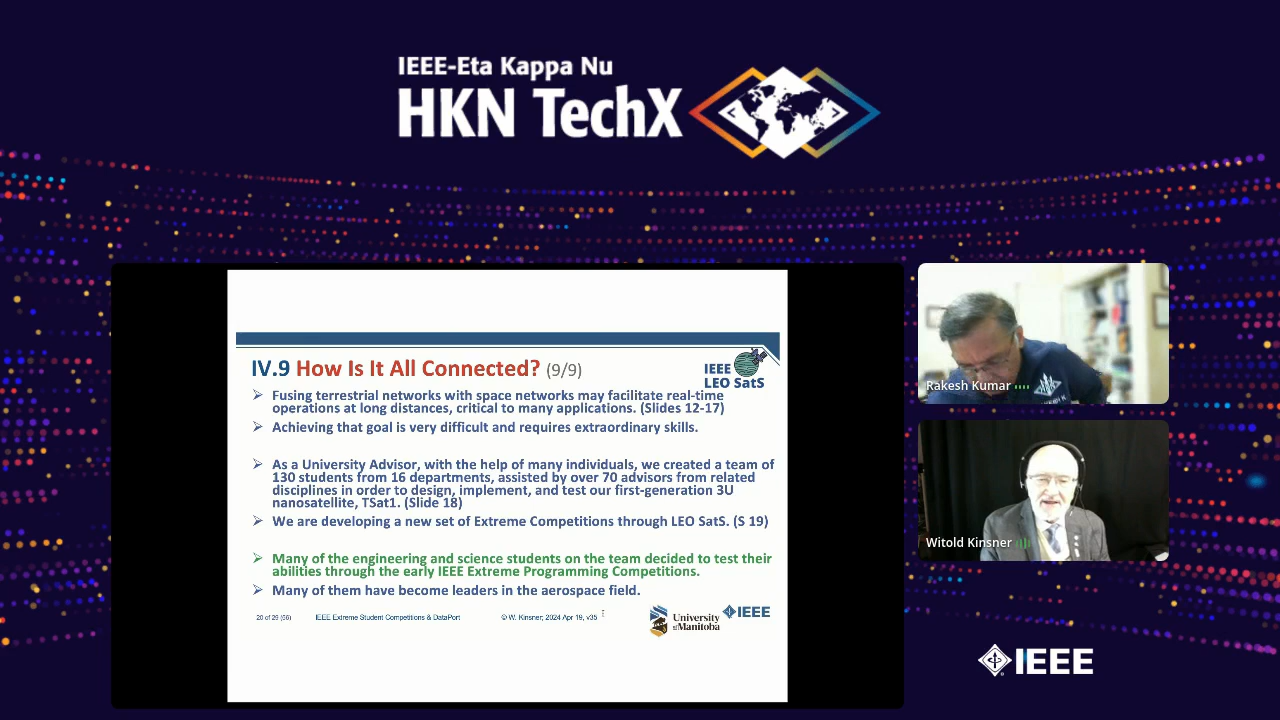 IEEE-Eta Kappa Nu
HKN TechX
IV.9 How Is It All Connected? (9/9)
IEEE
LEO SatS
➢ Fusing terrestrial networks with space networks may facilitate real-time
operations at long distances, critical to many applications. (Slides 12-17)
➢ Achieving that goal is very difficult and requires extraordinary skills.
➢ As a University Advisor, with the help of many individuals, we created a team of
130 students from 16 departments, assisted by over 70 advisors from related
disciplines in order to design, implement, and test our first-generation 3U
nanosatellite, TSat1. (Slide 18)
➢ We are developing a new set of Extreme Competitions through LEO SatS. (S 19)
➢ Many of the engineering and science students on the team decided to test their
abilities through the early IEEE Extreme Programming Competitions.
➢ Many of them have become leaders in the aerospace field.
20 of 29 (56) IEEE Extreme Student Competitions & DataPort © W. Kinsner; 2024 Apr 19, v35
University
of Manitoba
IEEE
Rakesh Kumar
Witold Kinsner
IEEE